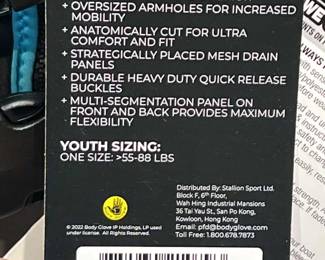 + OVERSIZED ARMHOLES FOR INCREASED
MOBILITY
+ ANATOMICALLY CUT FOR ULTRA
COMFORT AND FIT
+ STRATEGICALLY PLACED MESH DRAIN
PANELS
+ DURABLE HEAVY DUTY QUICK RELEASE
BUCKLES
+ MULTI-SEGMENTATION PANEL ON
FRONT AND BACK PROVIDES MAXIMUM
FLEXIBILITY
YOUTH SIZING:
ONE SIZE: >55-88 LBS
Distributed By: Stallion Sport Ltd.
B, 6th Floor,
Wah Hing Industrial Mansions
36 Tai Yau St., San Po Kong,
Kowloon, Hong Kong
Email: pfd@bodyglove.com
Toll Free: 1.800.678.7873
© 2022 Body Glove IP Holdings, LP used
under license. All Rights Reserved.